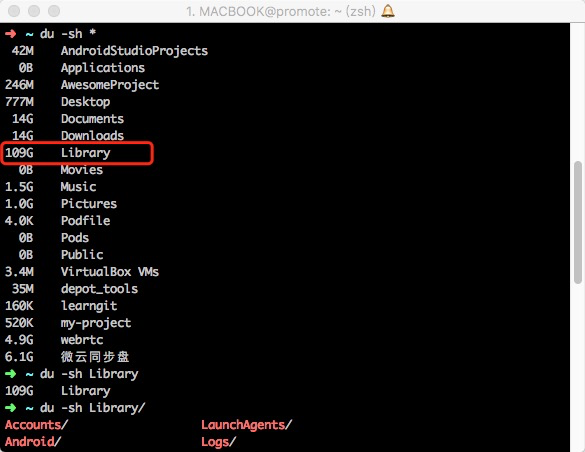 1. MACBOOK@promote: ~ (zsh) 🔔
➜ ~ du -sh *
42M AndroidStudioProjects
0B Applications
246M AwesomeProject
777M Desktop
14G Documents
14G Downloads
109G Library
0B Movies
1.5G Music
1.0G Pictures
4.0K Podfile
0B Pods
0B Public
3.4M VirtualBox VMs
35M depot_tools
160K learngit
520K my-project
4.9G webrtc
6.1G 微云同步盘
➜ ~ du -sh Library
109G Library
➜ ~ du -sh Library/
Accounts/ LaunchAgents/
Android/ Logs/